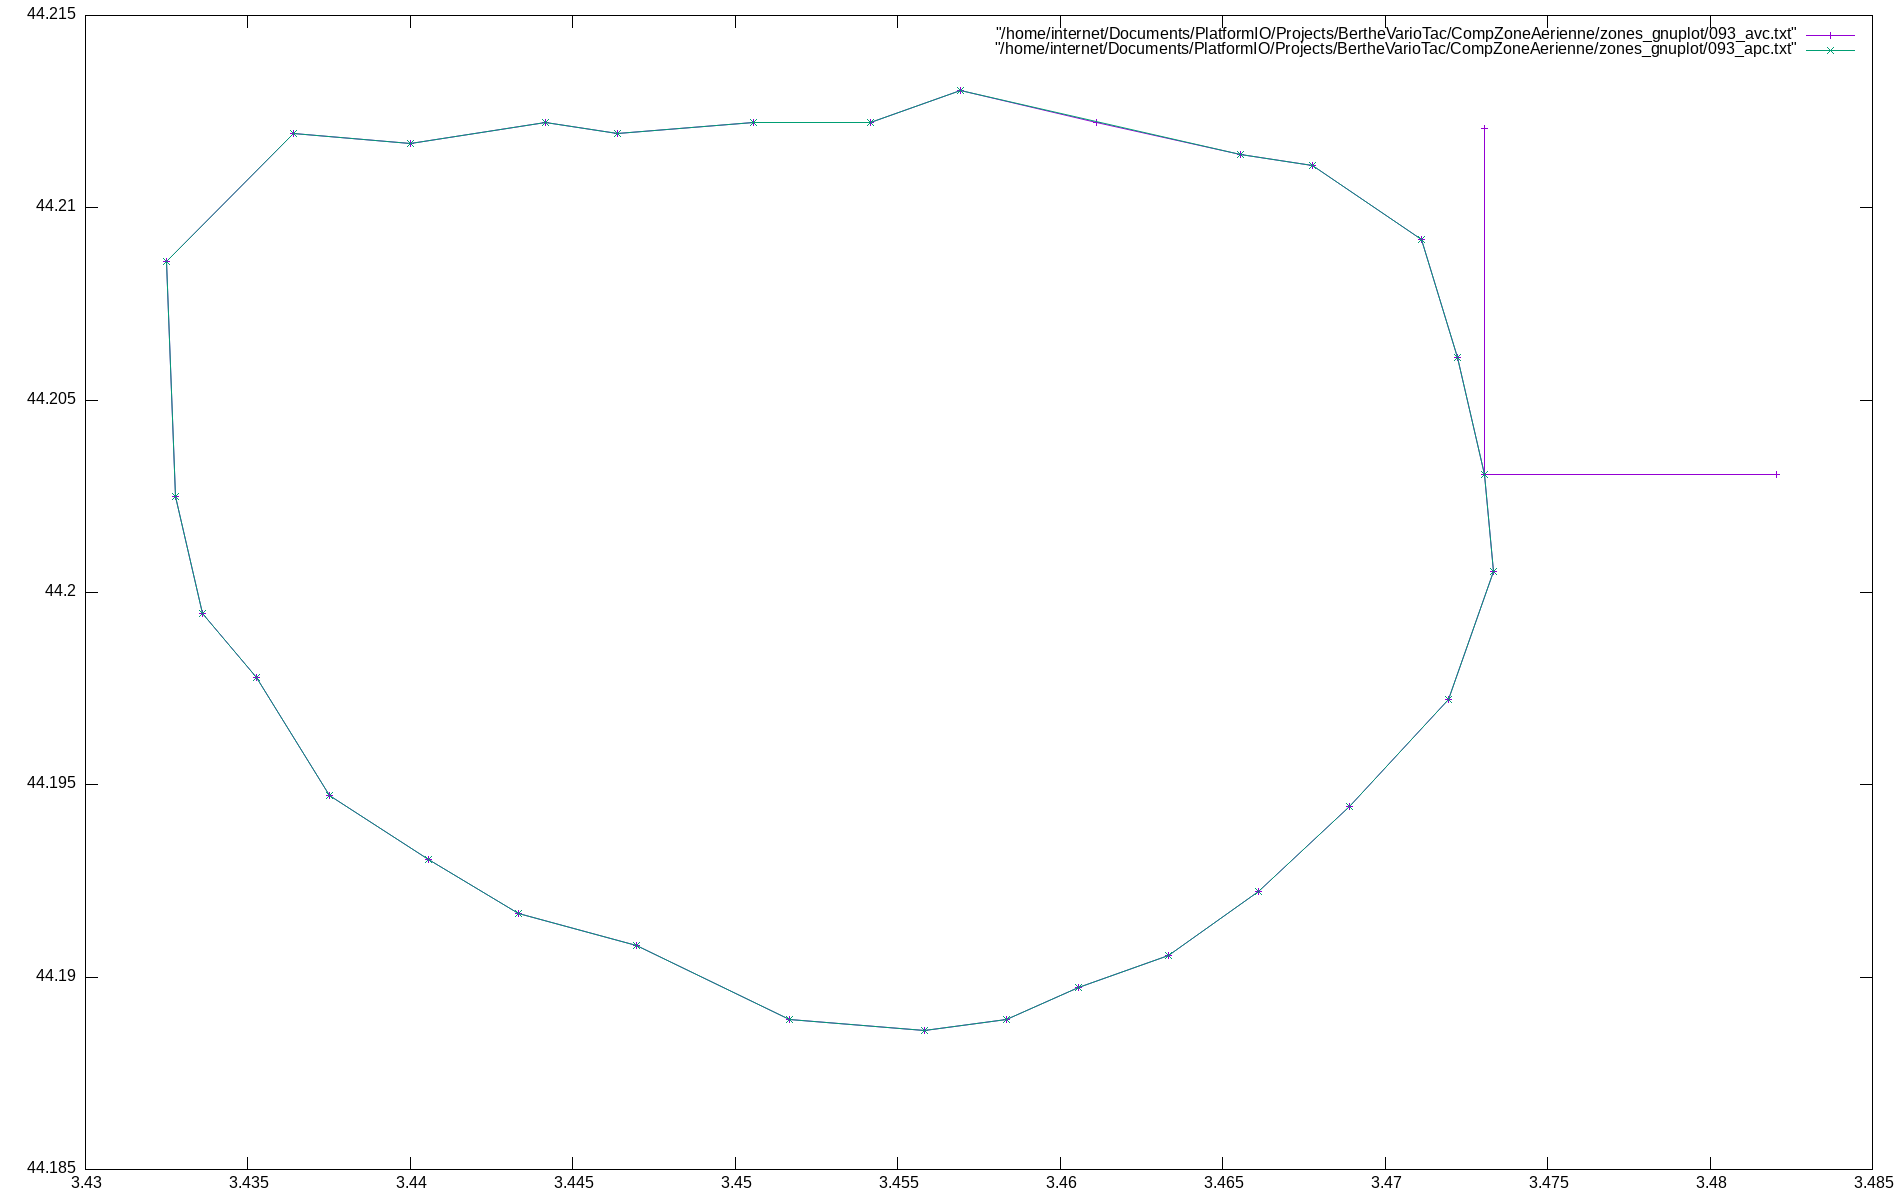 44.215
"/home/internet/Documents/PlatformIO/Projects/BertheVarioTac/CompZoneAerienne/zones_gnuplot/093_avc.txt"
"/home/internet/Documents/PlatformIO/Projects/BertheVarioTac/CompZoneAerienne/zones_gnuplot/093_apc.txt"
44.21
44.205
44.2
44.195
44.19
44.185
3.43 3.435 3.44 3.445 3.45 3.455 3.46 3.465 3.47 3.475 3.48 3.485